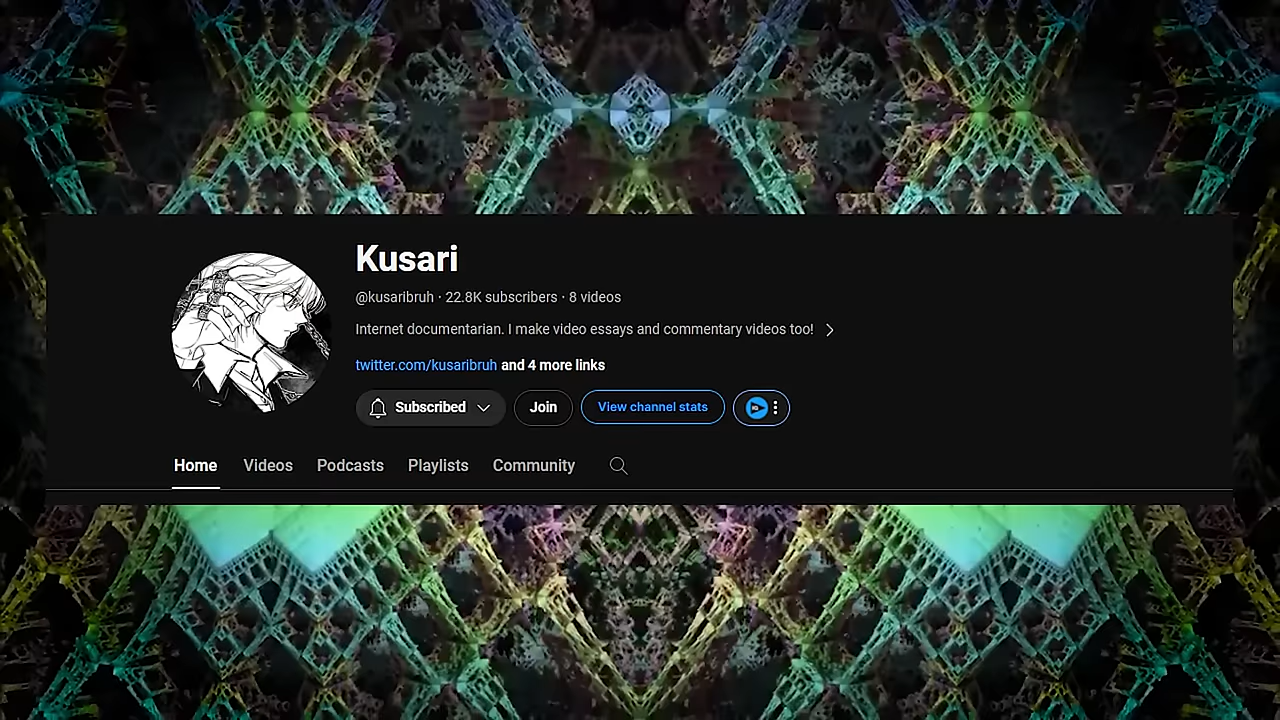 Kusari
@kusaribruh · 22.8K subscribers · 8 videos
Internet documentarian. I make video essays and commentary videos too!
twitter.com/kusaribruh and 4 more links
Subscribed Join View channel stats
Home Videos Podcasts Playlists Community